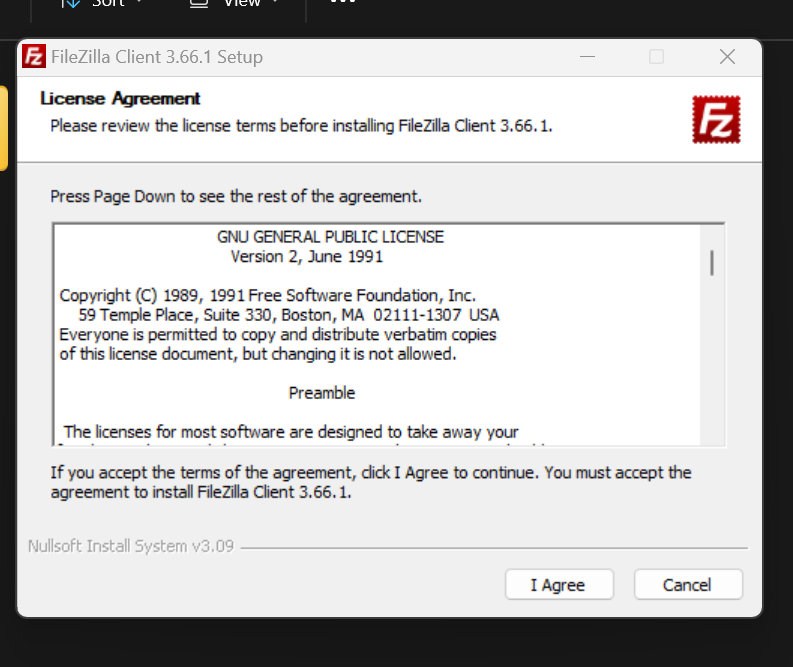 Sort
View
FileZilla Client 3.66.1 Setup
License Agreement
Please review the license terms before installing FileZilla Client 3.66.1.
Fz
Press Page Down to see the rest of the agreement.
GNU GENERAL PUBLIC LICENSE
Version 2, June 1991
Copyright (C) 1989, 1991 Free Software Foundation, Inc.
59 Temple Place, Suite 330, Boston, MA  02111-1307  USA
Everyone is permitted to copy and distribute verbatim copies
of this license document, but changing it is not allowed.
Preamble
The licenses for most software are designed to take away your
If you accept the terms of the agreement, click I Agree to continue. You must accept the
agreement to install FileZilla Client 3.66.1.
Nullsoft Install System v3.09
I Agree
Cancel